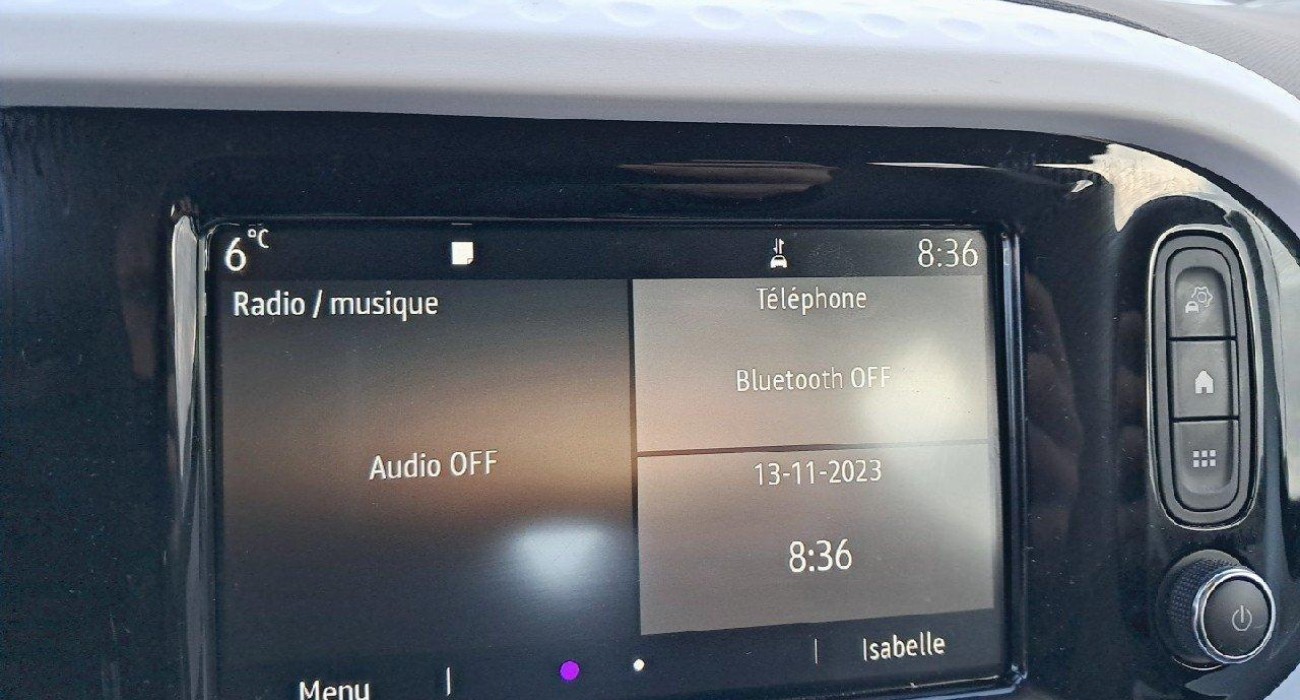 6°C
8:36
Radio / musique
Téléphone
Bluetooth OFF
Audio OFF
13-11-2023
8:36
Menu
Isabelle